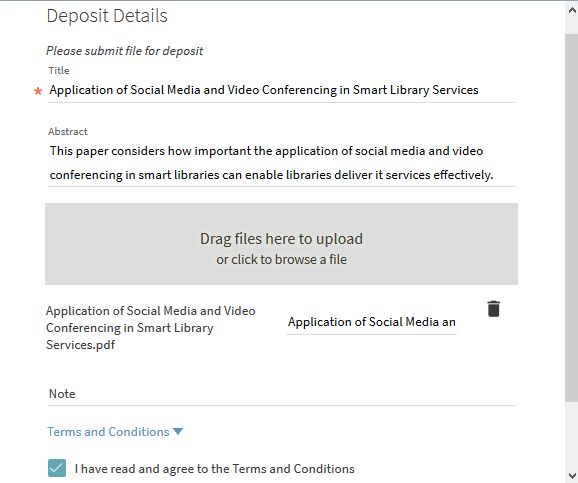 Deposit Details
Please submit file for deposit
Title
* Application of Social Media and Video Conferencing in Smart Library Services
Abstract
This paper considers how important the application of social media and video
conferencing in smart libraries can enable libraries deliver it services effectively.
Drag files here to upload
or click to browse a file
Application of Social Media and Video
Conferencing in Smart Library
Services.pdf
Application of Social Media an
Note
Terms and Conditions ▼
I have read and agree to the Terms and Conditions